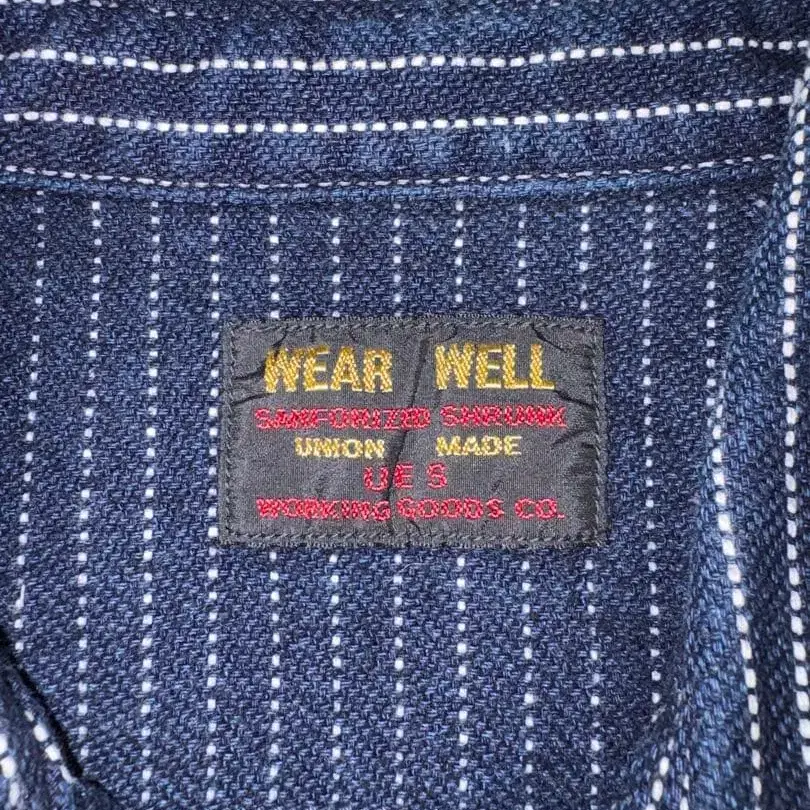 WEAR WELL
SANFORIZED SHRUNK
UNION MADE
UES
WORKING GOODS CO.